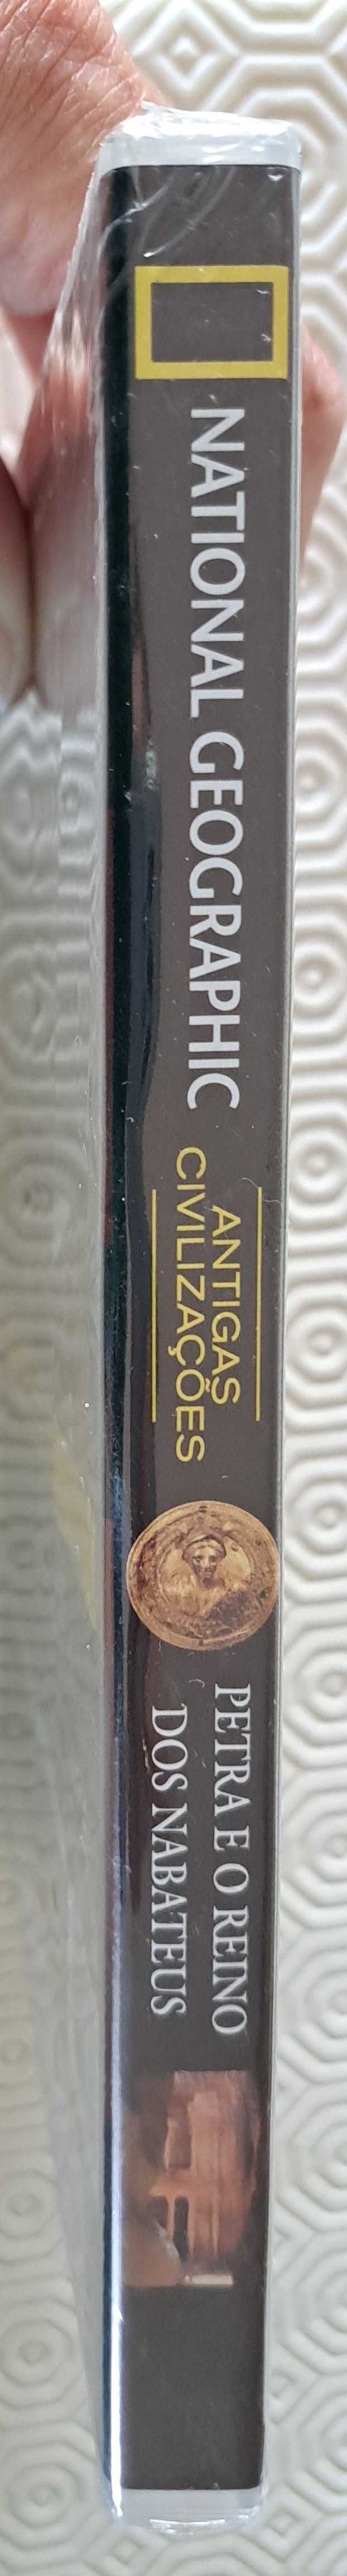 NATIONAL GEOGRAPHIC
ANTIGAS
CIVILIZAÇÕES
PETRA E O REINO
DOS NABATEUS